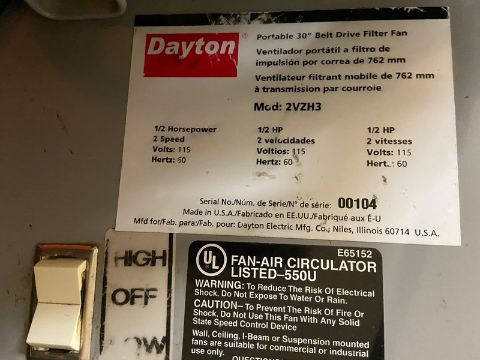 Dayton
Portable 30" Belt Drive Filter Fan
Ventilador portátil a filtro de
impulsión por correa de 762 mm
Ventilateur filtrant mobile de 762 mm
à transmission par courroie
Mod: 2VZH3
1/2 Horsepower 1/2 HP 1/2 HP
2 Speed 2 velocidades 2 vitesses
Volts: 115 Voltios: 115 Volts: 115
Hertz: 60 Hertz: 60 Hertz: 60
Serial No./Núm. de Serie/Nº de série: 00104
Made in U.S.A./Fabricado en EE.UU./Fabriqué aux É-U
Mfd for/Fab. para/Fab. pour: Dayton Electric Mfg. Co., Niles, Illinois 60714 U.S.A.
HIGH
OFF
LOW
E65152
UL FAN-AIR CIRCULATOR
LISTED-550U
WARNING: To Reduce The Risk Of Electrical
Shock, Do Not Expose To Water Or Rain.
CAUTION- To Prevent The Risk Of Fire Or
Shock, Do Not Use This Fan With Any Solid
State Speed Control Device
Wall, Ceiling, I-Beam or Suspension mounted
fans are suitable for commercial or industrial
use only.